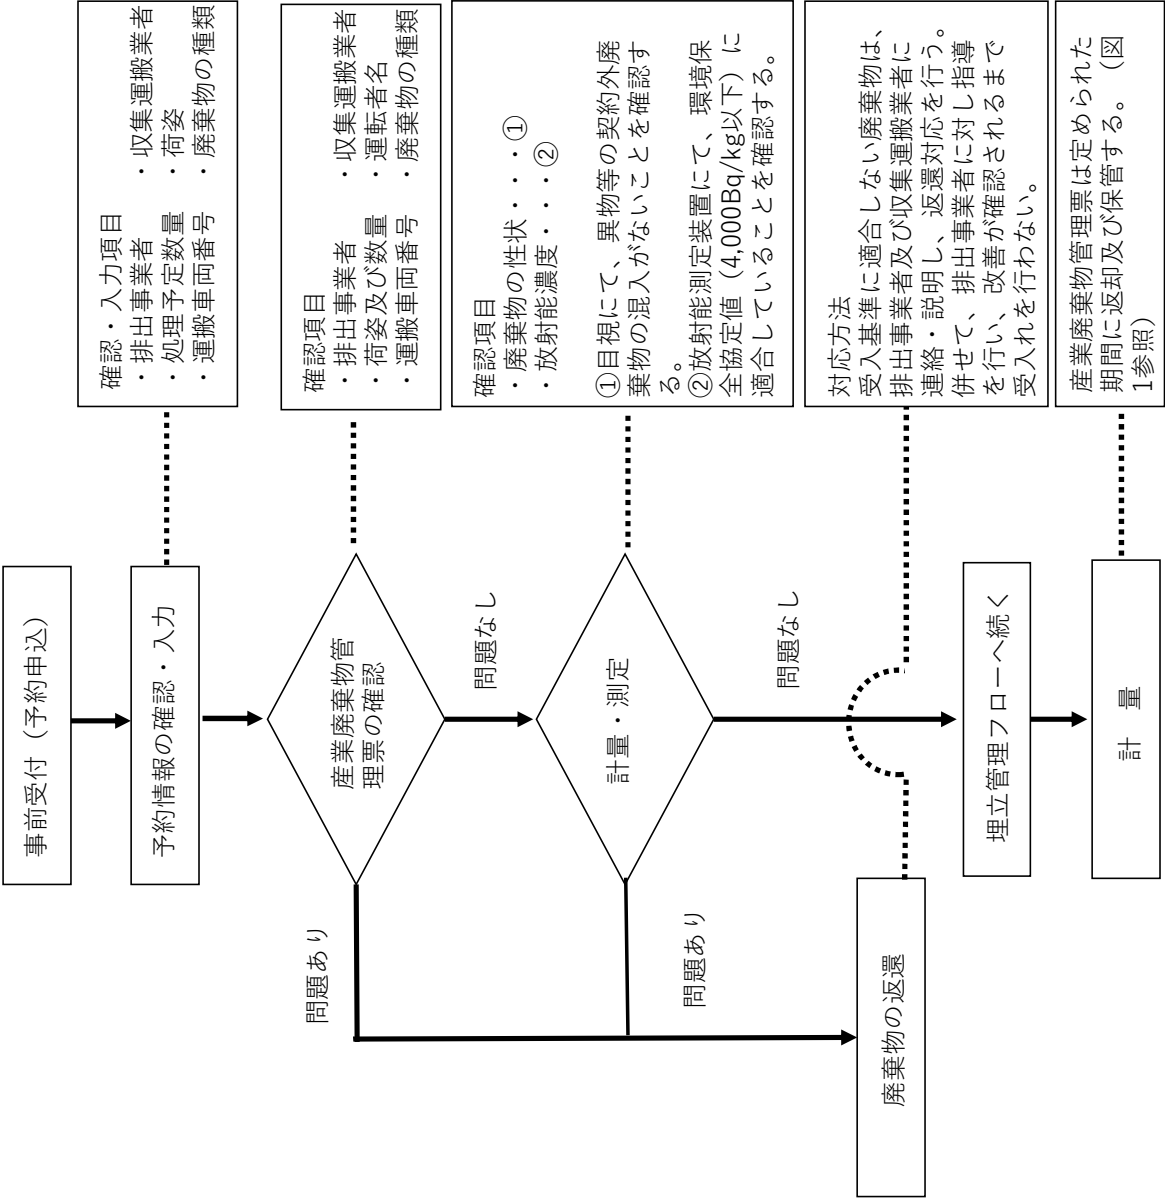 事前受付（予約申込）
予約情報の確認・入力
確認・入力項目
・排出事業者　　　・収集運搬業者
・処理予定数量　　・荷姿
・運搬車両番号　　・廃棄物の種類
産業廃棄物管
理票の確認
確認項目
・排出事業者　　　・収集運搬業者
・荷姿及び数量　　・運転者名
・運搬車両番号　　・廃棄物の種類
問題あり
問題なし
計量・測定
確認項目
・廃棄物の性状・・・①
・放射能濃度・・・②
①目視にて、異物等の契約外廃
棄物の混入がないことを確認す
る。
②放射能測定装置にて、環境保
全協定値（4,000Bq/kg以下）に
適合していることを確認する。
問題あり
問題なし
廃棄物の返還
対応方法
受入基準に適合しない廃棄物は、
排出事業者及び収集運搬業者に
連絡・説明し、返還対応を行う。
併せて、排出事業者に対し指導
を行い、改善が確認されるまで
受入れを行わない。
埋立管理フローへ続く
計　量
産業廃棄物管理票は定められた
期間に返却及び保管する。（図
1参照）